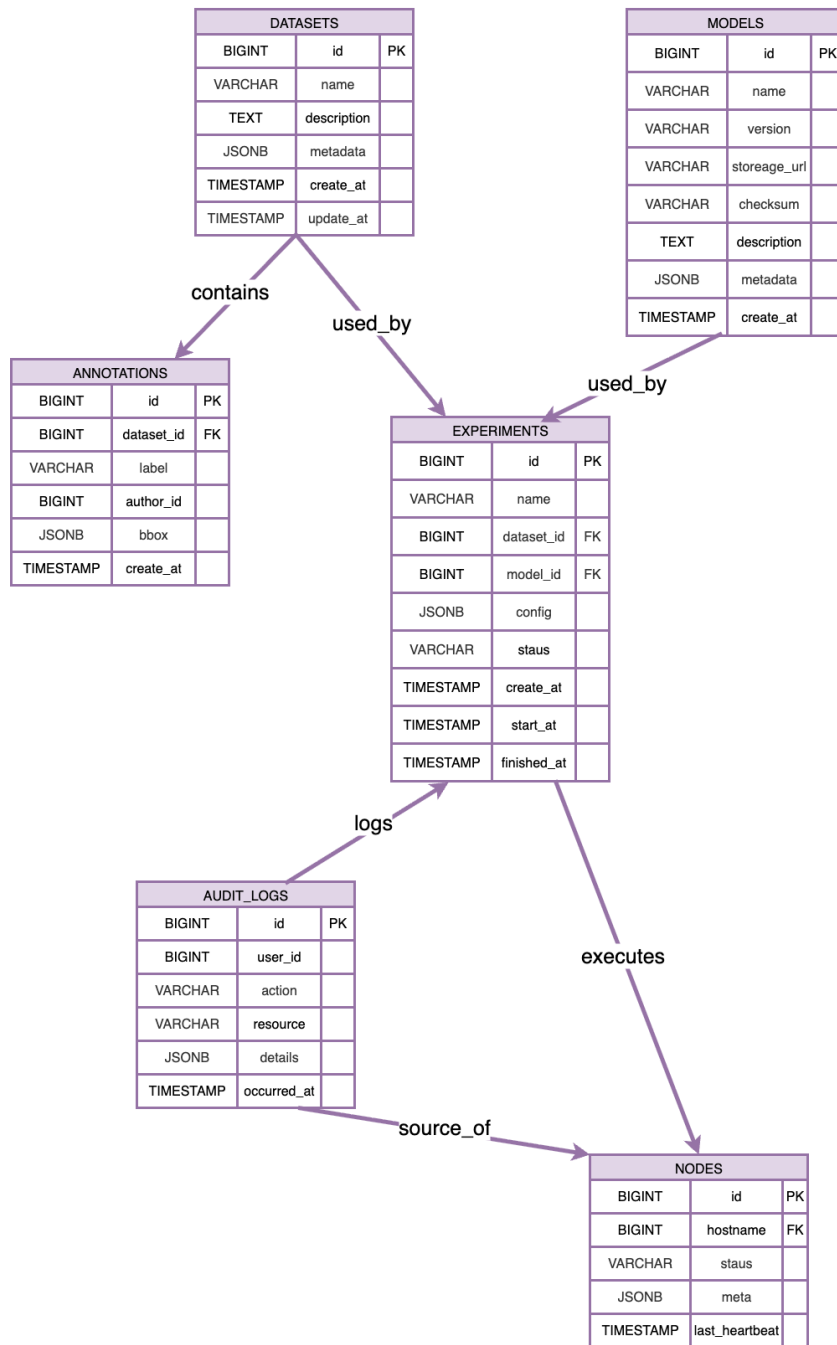 DATASETS
BIGINT id PK
VARCHAR name
TEXT description
JSONB metadata
TIMESTAMP create_at
TIMESTAMP update_at
MODELS
BIGINT id PK
VARCHAR name
VARCHAR version
VARCHAR storeage_url
VARCHAR checksum
TEXT description
JSONB metadata
TIMESTAMP create_at
contains
used_by
used_by
ANNOTATIONS
BIGINT id PK
BIGINT dataset_id FK
VARCHAR label
BIGINT author_id
JSONB bbox
TIMESTAMP create_at
EXPERIMENTS
BIGINT id PK
VARCHAR name
BIGINT dataset_id FK
BIGINT model_id FK
JSONB config
VARCHAR staus
TIMESTAMP create_at
TIMESTAMP start_at
TIMESTAMP finished_at
logs
executes
AUDIT_LOGS
BIGINT id PK
BIGINT user_id
VARCHAR action
VARCHAR resource
JSONB details
TIMESTAMP occurred_at
source_of
NODES
BIGINT id PK
BIGINT hostname FK
VARCHAR staus
JSONB meta
TIMESTAMP last_heartbeat